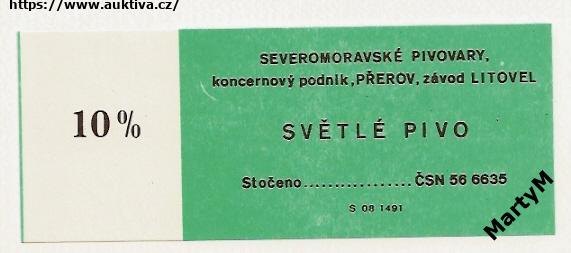 https://www.auktiva.cz/
SEVEROMORAVSKÉ PIVOVARY,
koncernový podnik, PŘEROV, závod LITOVEL
10%
SVĚTLÉ PIVO
Stočeno.................ČSN 56 6635
S 08 1491
MartyM